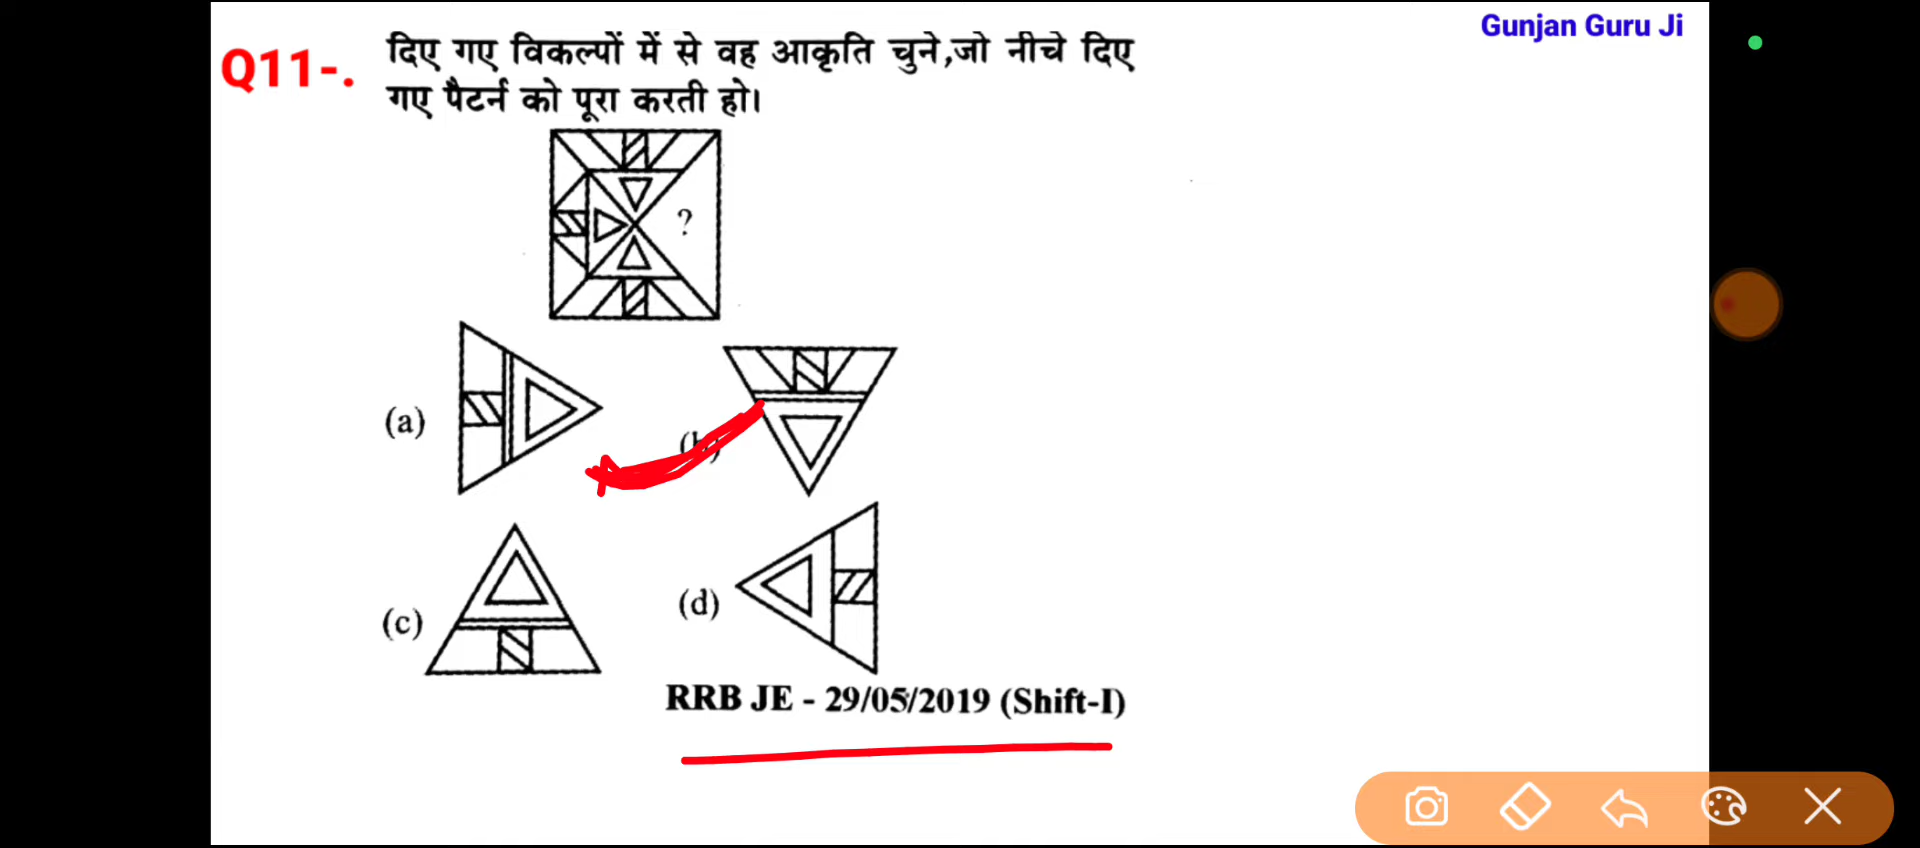 Gunjan Guru Ji
Q11-. दिए गए विकल्पों में से वह आकृति चुने,जो नीचे दिए
गए पैटर्न को पूरा करती हो।
?
(a)
(b)
(c)
(d)
RRB JE - 29/05/2019 (Shift-I)